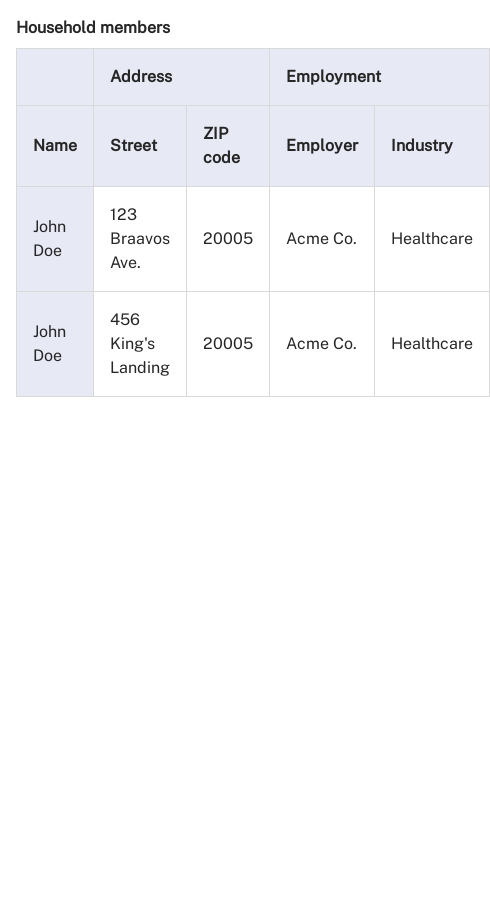 Household members
Address Employment
Name Street ZIP code Employer Industry
John Doe 123 Braavos Ave. 20005 Acme Co. Healthcare
John Doe 456 King's Landing 20005 Acme Co. Healthcare